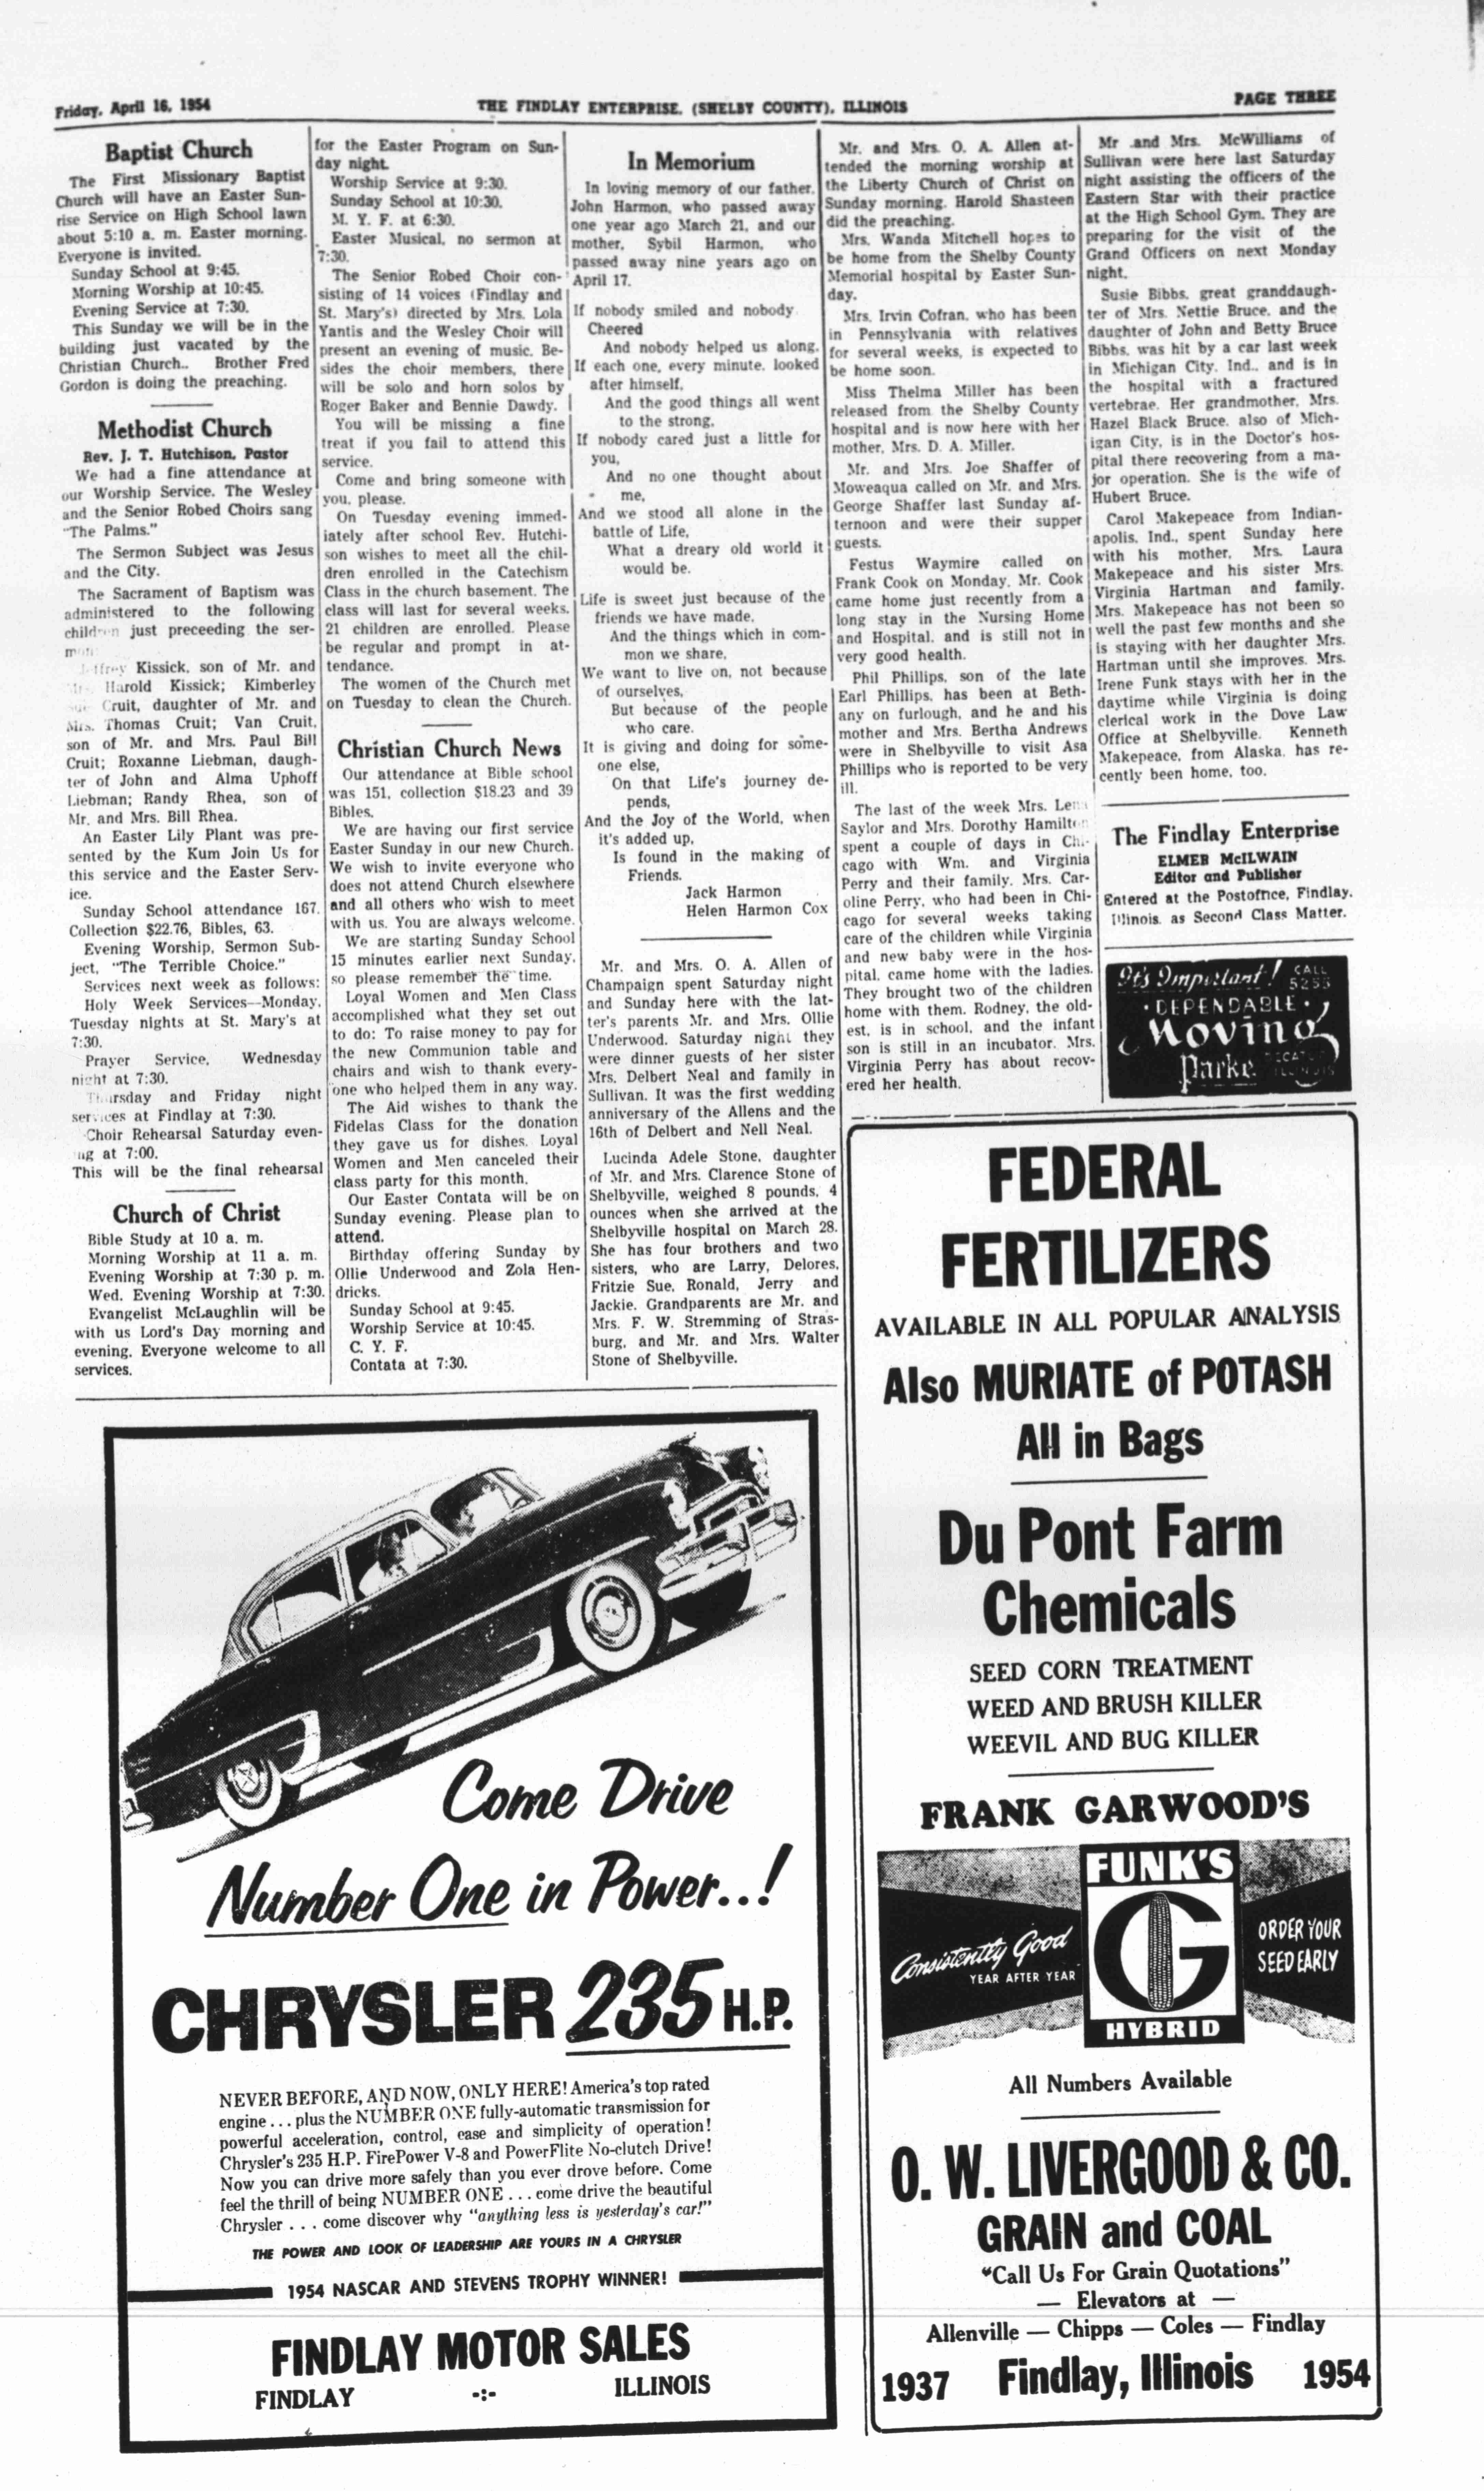 Friday, April 16, 1954
THE FINDLAY ENTERPRISE, (SHELBY COUNTY), ILLINOIS
PAGE THREE
Baptist Church
The First Missionary Baptist
Church will have an Easter Sun-
rise Service on High School lawn
about 5:10 a. m. Easter morning.
Everyone is invited.
Sunday School at 9:45.
Morning Worship at 10:45.
Evening Service at 7:30.
This Sunday we will be in the
building just vacated by the
Christian Church.. Brother Fred
Gordon is doing the preaching.
Methodist Church
Rev. J. T. Hutchison, Pastor
We had a fine attendance at
our Worship Service. The Wesley
and the Senior Robed Choirs sang
"The Palms."
The Sermon Subject was Jesus
and the City.
The Sacrament of Baptism was
administered to the following
children just preceeding the ser-
mon:
Jeffrey Kissick, son of Mr. and
Mrs. Harold Kissick; Kimberley
Cruit, daughter of Mr. and
Mrs. Thomas Cruit; Van Cruit,
son of Mr. and Mrs. Paul Bill
Cruit; Roxanne Liebman, daugh-
ter of John and Alma Uphoff
Liebman; Randy Rhea, son of
Mr. and Mrs. Bill Rhea.
An Easter Lily Plant was pre-
sented by the Kum Join Us for
this service and the Easter Serv-
ice.
Sunday School attendance 167.
Collection $22.76, Bibles, 63.
Evening Worship, Sermon Sub-
ject, "The Terrible Choice."
Services next week as follows:
Holy Week Services—Monday,
Tuesday nights at St. Mary's at
7:30.
Prayer Service, Wednesday
night at 7:30.
Thursday and Friday night
services at Findlay at 7:30.
Choir Rehearsal Saturday even-
ing at 7:00.
This will be the final rehearsal
for the Easter Program on Sun-
day night.
Worship Service at 9:30.
Sunday School at 10:30.
M. Y. F. at 6:30.
Easter Musical, no sermon at
7:30.
The Senior Robed Choir con-
sisting of 14 voices (Findlay and
St. Mary's) directed by Mrs. Lola
Yantis and the Wesley Choir will
present an evening of music. Be-
sides the choir members, there
will be solo and horn solos by
Roger Baker and Bennie Dawdy.
You will be missing a fine
treat if you fail to attend this
service.
Come and bring someone with
you, please.
On Tuesday evening immed-
iately after school Rev. Hutchi-
son wishes to meet all the chil-
dren enrolled in the Catechism
Class in the church basement. The
class will last for several weeks.
21 children are enrolled. Please
be regular and prompt in at-
tendance.
The women of the Church met
on Tuesday to clean the Church.
Church of Christ
Bible Study at 10 a. m.
Morning Worship at 11 a. m.
Evening Worship at 7:30 p. m.
Wed. Evening Worship at 7:30.
Evangelist McLaughlin will be
with us Lord's Day morning and
evening. Everyone welcome to all
services.
Christian Church News
Our attendance at Bible school
was 151, collection $18.23 and 39
Bibles.
We are having our first service
Easter Sunday in our new Church.
We wish to invite everyone who
does not attend Church elsewhere
and all others who wish to meet
with us. You are always welcome.
We are starting Sunday School
15 minutes earlier next Sunday,
so please remember the time.
Loyal Women and Men Class
accomplished what they set out
to do: To raise money to pay for
the new Communion table and
chairs and wish to thank every-
one who helped them in any way.
The Aid wishes to thank the
Fidelas Class for the donation
they gave us for dishes. Loyal
Women and Men canceled their
class party for this month.
Our Easter Contata will be on
Sunday evening. Please plan to
attend.
Birthday offering Sunday by
Ollie Underwood and Zola Hen-
dricks.
Sunday School at 9:45.
Worship Service at 10:45.
C. Y. F.
Contata at 7:30.
In Memorium
In loving memory of our father,
John Harmon, who passed away
one year ago March 21, and our
mother, Sybil Harmon, who
passed away nine years ago on
April 17.
If nobody smiled and nobody
Cheered
And nobody helped us along,
If each one, every minute, looked
after himself,
And the good things all went
to the strong,
If nobody cared just a little for
you,
And no one thought about
me,
And we stood all alone in the
battle of Life,
What a dreary old world it
would be.
Life is sweet just because of the
friends we have made,
And the things which in com-
mon we share,
We want to live on, not because
of ourselves,
But because of the people
who care.
It is giving and doing for some-
one else,
On that Life's journey de-
pends,
And the Joy of the World, when
it's added up,
Is found in the making of
Friends.
Jack Harmon
Helen Harmon Cox
Mr. and Mrs. O. A. Allen of
Champaign spent Saturday night
and Sunday here with the lat-
ter's parents Mr. and Mrs. Ollie
Underwood. Saturday night they
were dinner guests of her sister
Mrs. Delbert Neal and family in
Sullivan. It was the first wedding
anniversary of the Allens and the
16th of Delbert and Nell Neal.
Lucinda Adele Stone, daughter
of Mr. and Mrs. Clarence Stone of
Shelbyville, weighed 8 pounds, 4
ounces when she arrived at the
Shelbyville hospital on March 28.
She has four brothers and two
sisters, who are Larry, Delores,
Fritzie Sue, Ronald, Jerry and
Jackie. Grandparents are Mr. and
Mrs. F. W. Stremming of Stras-
burg, and Mr. and Mrs. Walter
Stone of Shelbyville.
Mr. and Mrs. O. A. Allen at-
tended the morning worship at
the Liberty Church of Christ on
Sunday morning. Harold Shasteen
did the preaching.
Mrs. Wanda Mitchell hopes to
be home from the Shelby County
Memorial hospital by Easter Sun-
day.
Mrs. Irvin Cofran, who has been
in Pennsylvania with relatives
for several weeks, is expected to
be home soon.
Miss Thelma Miller has been
released from the Shelby County
hospital and is now here with her
mother, Mrs. D. A. Miller.
Mr. and Mrs. Joe Shaffer of
Moweaqua called on Mr. and Mrs.
George Shaffer last Sunday af-
ternoon and were their supper
guests.
Festus Waymire called on
Frank Cook on Monday. Mr. Cook
came home just recently from a
long stay in the Nursing Home
and Hospital, and is still not in
very good health.
Phil Phillips, son of the late
Earl Phillips, has been at Beth-
any on furlough, and he and his
mother and Mrs. Bertha Andrews
were in Shelbyville to visit Asa
Phillips who is reported to be very
ill.
The last of the week Mrs. Lena
Saylor and Mrs. Dorothy Hamilton
spent a couple of days in Chi-
cago with Wm. and Virginia
Perry and their family. Mrs. Car-
oline Perry, who had been in Chi-
cago for several weeks taking
care of the children while Virginia
and new baby were in the hos-
pital, came home with the ladies.
They brought two of the children
home with them. Rodney, the old-
est, is in school, and the infant
son is still in an incubator. Mrs.
Virginia Perry has about recov-
ered her health.
Mr .and Mrs. McWilliams of
Sullivan were here last Saturday
night assisting the officers of the
Eastern Star with their practice
at the High School Gym. They are
preparing for the visit of the
Grand Officers on next Monday
night.
Susie Bibbs, great granddaugh-
ter of Mrs. Nettie Bruce, and the
daughter of John and Betty Bruce
Bibbs, was hit by a car last week
in Michigan City, Ind., and is in
the hospital with a fractured
vertebrae. Her grandmother, Mrs.
Hazel Black Bruce, also of Mich-
igan City, is in the Doctor's hos-
pital there recovering from a ma-
jor operation. She is the wife of
Hubert Bruce.
Carol Makepeace from Indian-
apolis, Ind., spent Sunday here
with his mother, Mrs. Laura
Makepeace and his sister Mrs.
Virginia Hartman and family.
Mrs. Makepeace has not been so
well the past few months and she
is staying with her daughter Mrs.
Hartman until she improves. Mrs.
Irene Funk stays with her in the
daytime while Virginia is doing
clerical work in the Dove Law
Office at Shelbyville. Kenneth
Makepeace, from Alaska, has re-
cently been home, too.
The Findlay Enterprise
ELMER McILWAIN
Editor and Publisher
Entered at the Postoffice, Findlay,
Illinois, as Second Class Matter.
It's Important! CALL
5253
• DEPENDABLE •
Moving
Parke DECATUR
ILLINOIS
Come Drive
Number One in Power..!
CHRYSLER 235 H.P.
NEVER BEFORE, AND NOW, ONLY HERE! America's top rated
engine . . . plus the NUMBER ONE fully-automatic transmission for
powerful acceleration, control, ease and simplicity of operation!
Chrysler's 235 H.P. FirePower V-8 and PowerFlite No-clutch Drive!
Now you can drive more safely than you ever drove before. Come
feel the thrill of being NUMBER ONE . . . come drive the beautiful
Chrysler . . . come discover why "anything less is yesterday's car!"
THE POWER AND LOOK OF LEADERSHIP ARE YOURS IN A CHRYSLER
1954 NASCAR AND STEVENS TROPHY WINNER!
FINDLAY MOTOR SALES
FINDLAY -:- ILLINOIS
FEDERAL
FERTILIZERS
AVAILABLE IN ALL POPULAR ANALYSIS
Also MURIATE of POTASH
All in Bags
Du Pont Farm
Chemicals
SEED CORN TREATMENT
WEED AND BRUSH KILLER
WEEVIL AND BUG KILLER
FRANK GARWOOD'S
FUNK'S
G
HYBRID
Consistently Good
YEAR AFTER YEAR
ORDER YOUR
SEED EARLY
All Numbers Available
O. W. LIVERGOOD & CO.
GRAIN and COAL
"Call Us For Grain Quotations"
— Elevators at —
Allenville — Chipps — Coles — Findlay
1937 Findlay, Illinois 1954